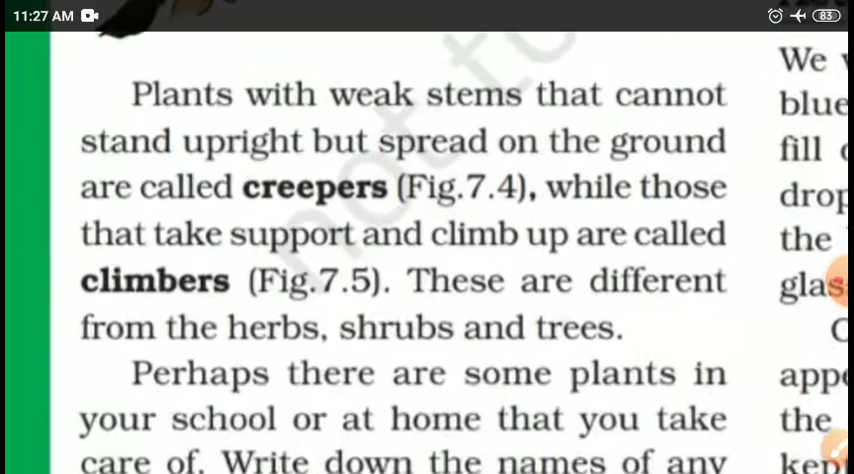 11:27 AM
83
Plants with weak stems that cannot
stand upright but spread on the ground
are called creepers (Fig.7.4), while those
that take support and climb up are called
climbers (Fig.7.5). These are different
from the herbs, shrubs and trees.
Perhaps there are some plants in
your school or at home that you take
care of. Write down the names of any
We
blue
fill
drop
the
glas
the